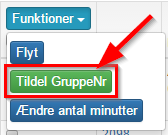 Funktioner
Flyt
Tildel GruppeNr
Ændre antal minutter